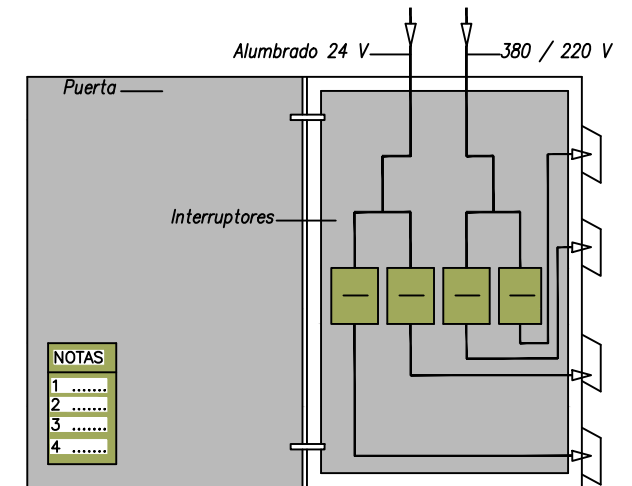 Alumbrado 24 V
380 / 220 V
Puerta
Interruptores
NOTAS
1 .......
2 .......
3 .......
4 .......